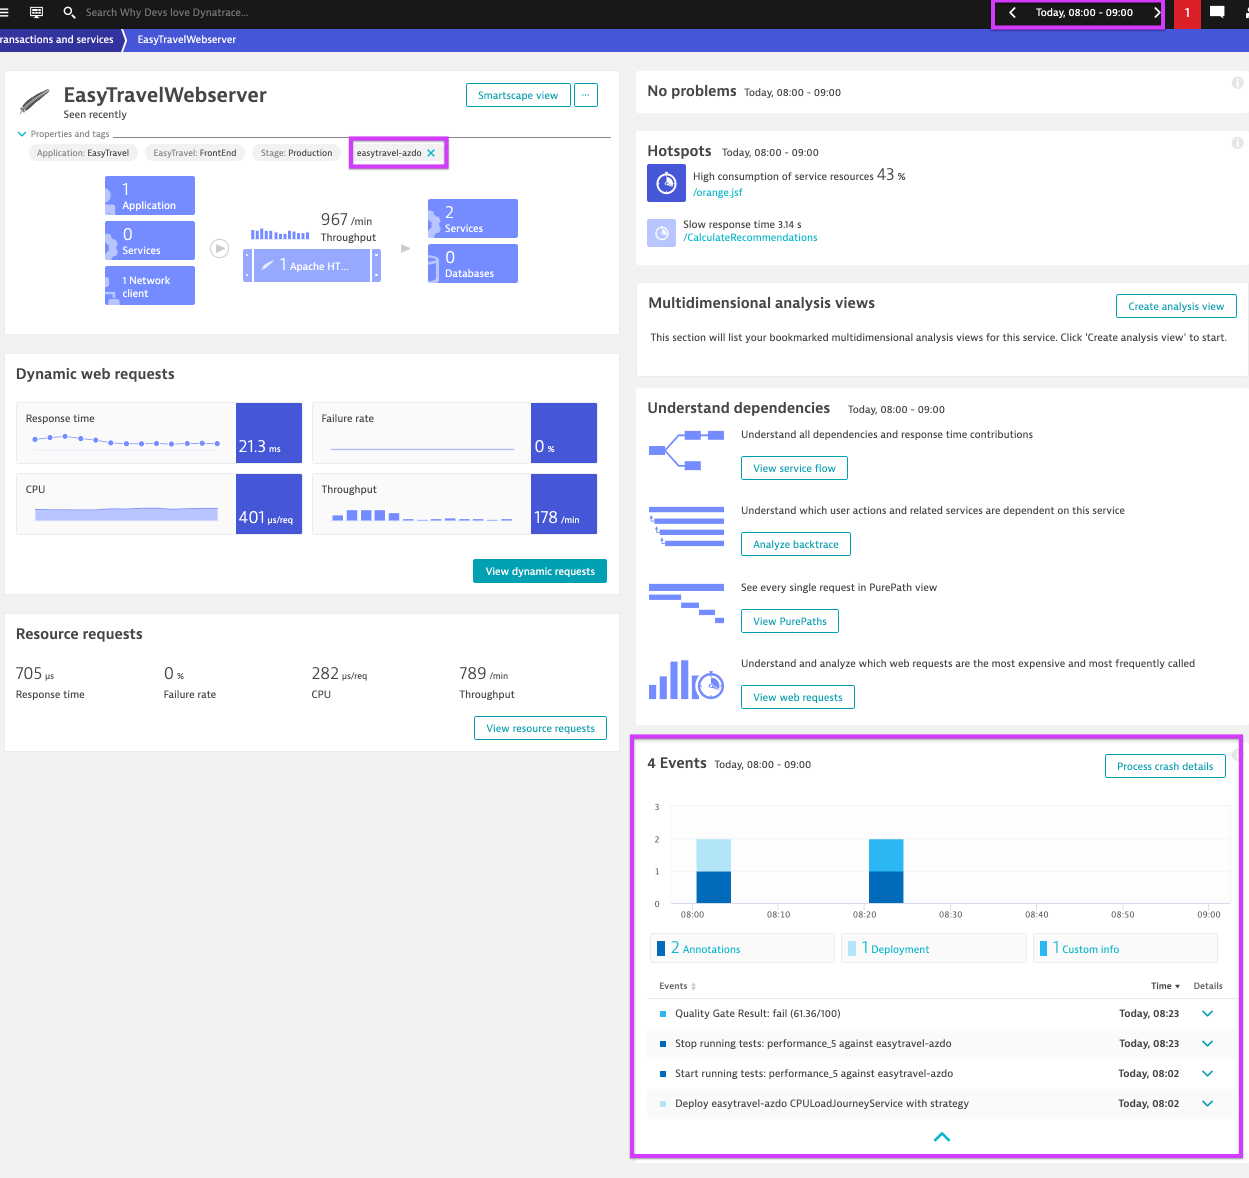 Search Why Devs love Dynatrace...
Today, 08:00 - 09:00
1
ransactions and services
EasyTravelWebserver
EasyTravelWebserver
Seen recently
Smartscape view
...
Properties and tags
Application: EasyTravel
EasyTravel: FrontEnd
Stage: Production
easytravel-azdo
1
Application
0
Services
1 Network
client
967 /min
Throughput
1 Apache HT...
2
Services
0
Databases
Dynamic web requests
Response time
21.3 ms
Failure rate
0 %
CPU
401 µs/req
Throughput
178 /min
View dynamic requests
Resource requests
705 µs
Response time
0 %
Failure rate
282 µs/req
CPU
789 /min
Throughput
View resource requests
No problems Today, 08:00 - 09:00
Hotspots Today, 08:00 - 09:00
High consumption of service resources 43 %
/orange.jsf
Slow response time 3.14 s
/CalculateRecommendations
Multidimensional analysis views
Create analysis view
This section will list your bookmarked multidimensional analysis views for this service. Click 'Create analysis view' to start.
Understand dependencies Today, 08:00 - 09:00
Understand all dependencies and response time contributions
View service flow
Understand which user actions and related services are dependent on this service
Analyze backtrace
See every single request in PurePath view
View PurePaths
Understand and analyze which web requests are the most expensive and most frequently called
View web requests
4 Events Today, 08:00 - 09:00
Process crash details
3
2
1
0
08:00 08:10 08:20 08:30 08:40 08:50 09:00
2 Annotations
1 Deployment
1 Custom info
Events Time Details
Quality Gate Result: fail (61.36/100) Today, 08:23
Stop running tests: performance_5 against easytravel-azdo Today, 08:23
Start running tests: performance_5 against easytravel-azdo Today, 08:02
Deploy easytravel-azdo CPULoadJourneyService with strategy Today, 08:02